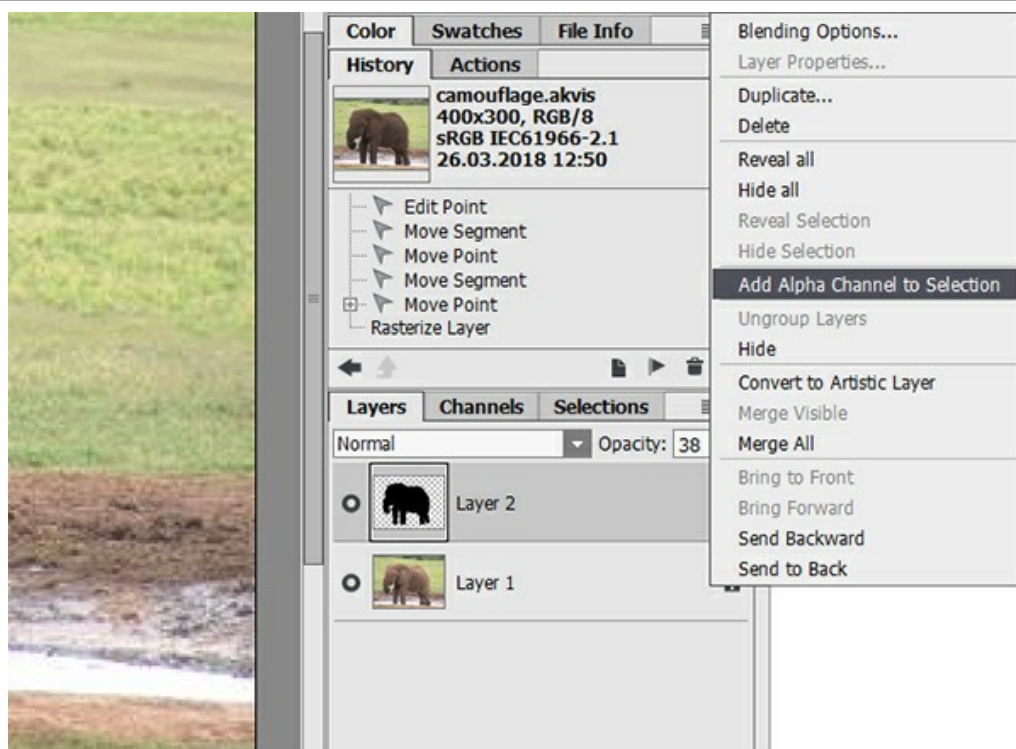 Color Swatches File Info
History Actions
camouflage.akvis
400x300, RGB/8
sRGB IEC61966-2.1
26.03.2018 12:50
Edit Point
Move Segment
Move Point
Move Segment
Move Point
Rasterize Layer
Layers Channels Selections
Normal Opacity: 38
Layer 2
Layer 1
Blending Options...
Layer Properties...
Duplicate...
Delete
Reveal all
Hide all
Reveal Selection
Hide Selection
Add Alpha Channel to Selection
Ungroup Layers
Hide
Convert to Artistic Layer
Merge Visible
Merge All
Bring to Front
Bring Forward
Send Backward
Send to Back